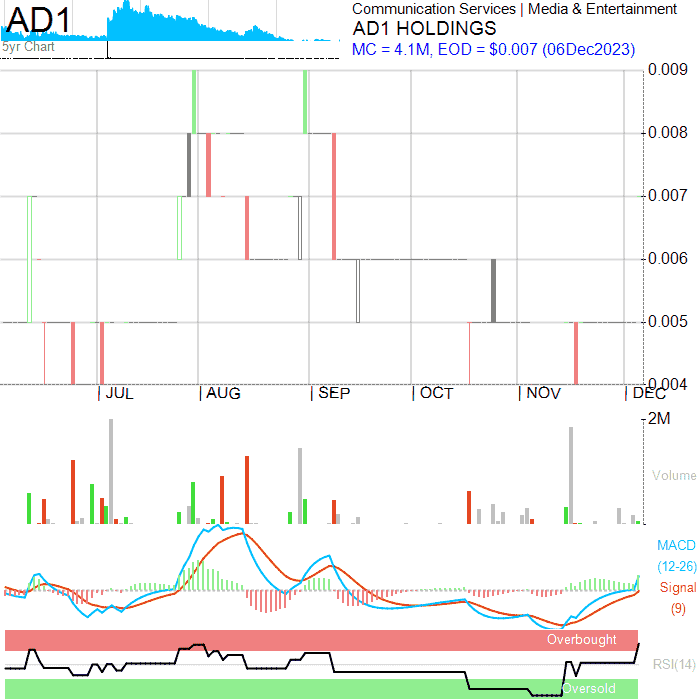 AD1
5yr Chart
Communication Services | Media & Entertainment
AD1 HOLDINGS
MC = 4.1M, EOD = $0.007 (06Dec2023)
0.009
0.008
0.007
0.006
0.005
0.004
JUL
AUG
SEP
OCT
NOV
DEC
2M
Volume
MACD
(12-26)
Signal
(9)
Overbought
RSI(14)
Oversold